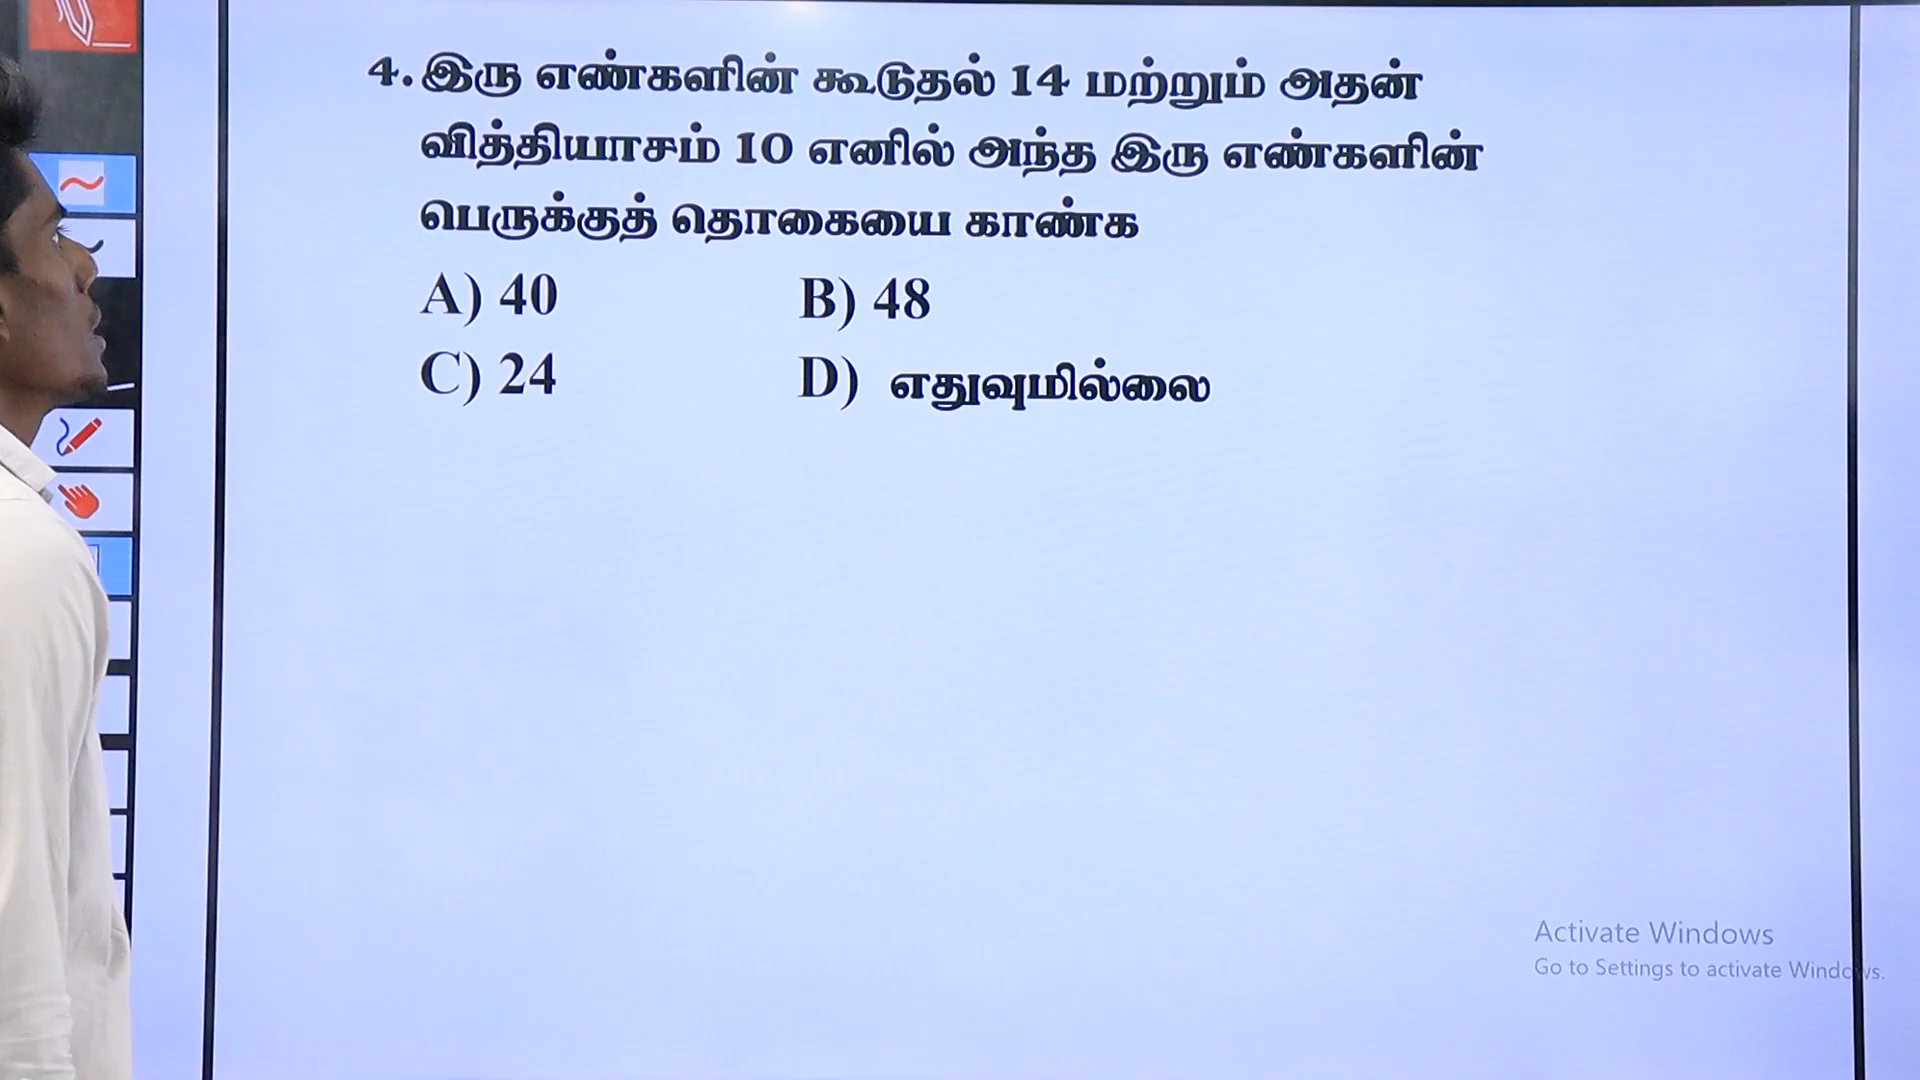 4. இரு எண்களின் கூடுதல் 14 மற்றும் அதன்
வித்தியாசம் 10 எனில் அந்த இரு எண்களின்
பெருக்குத் தொகையை காண்க
A) 40 B) 48
C) 24 D) எதுவுமில்லை
Activate Windows
Go to Settings to activate Windows.